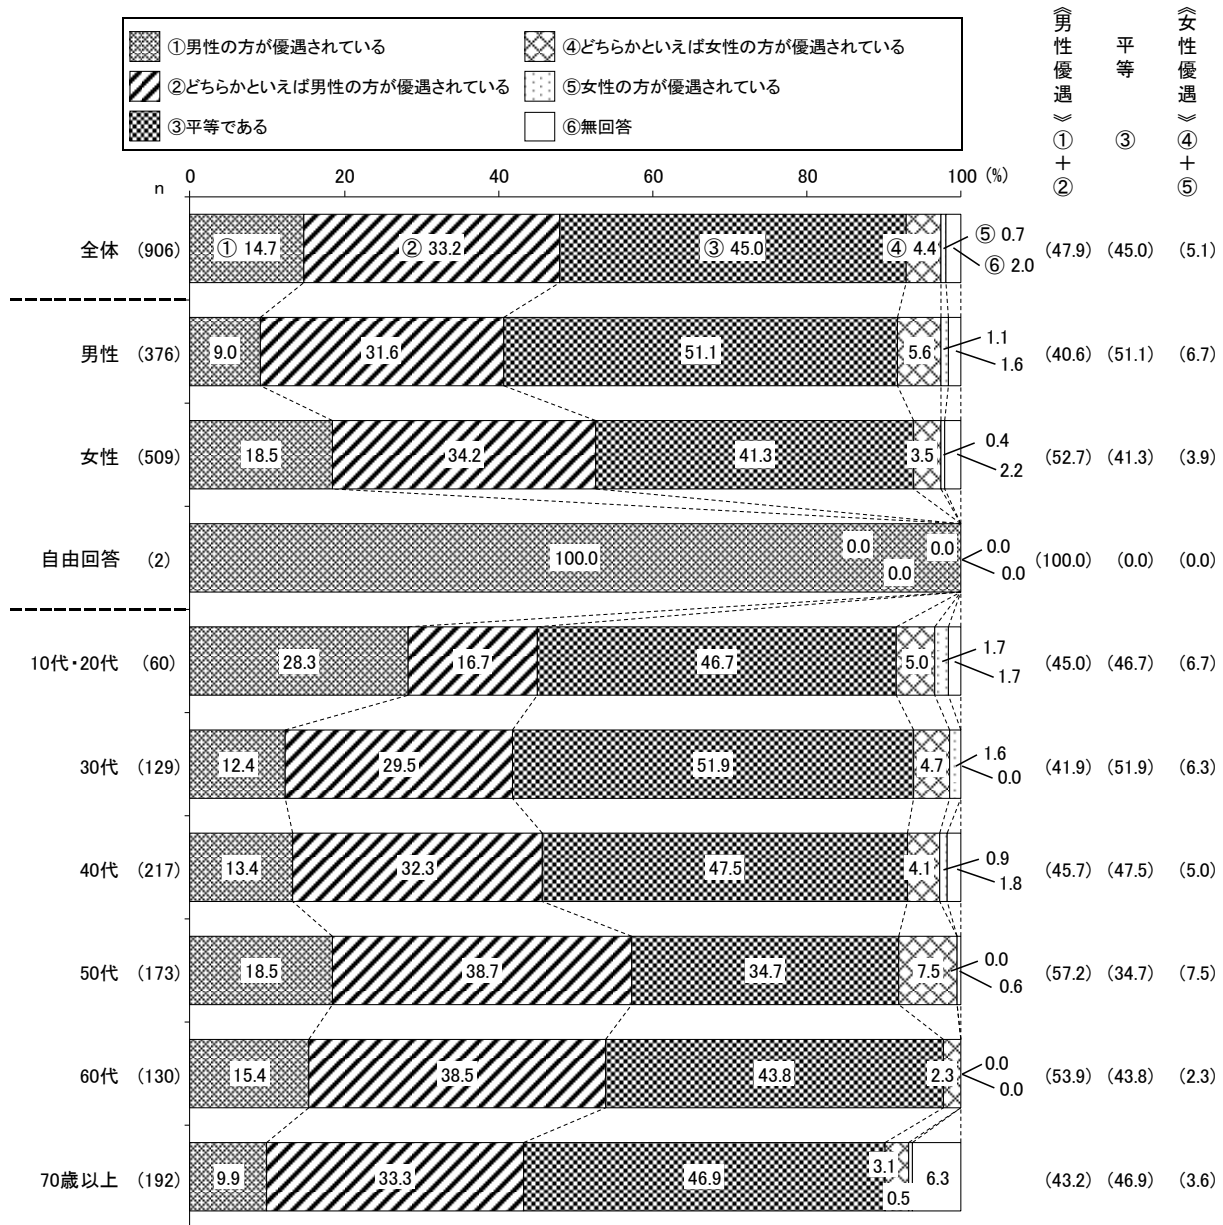 ①男性の方が優遇されている
②どちらかといえば男性の方が優遇されている
③平等である
④どちらかといえば女性の方が優遇されている
⑤女性の方が優遇されている
⑥無回答
《男性優遇》①+②
平等 ③
《女性優遇》④+⑤
n 0 20 40 60 80 100 (%)
全体 (906) ① 14.7 ② 33.2 ③ 45.0 ④ 4.4 ⑤ 0.7 ⑥ 2.0 (47.9) (45.0) (5.1)
男性 (376) 9.0 31.6 51.1 5.6 1.1 1.6 (40.6) (51.1) (6.7)
女性 (509) 18.5 34.2 41.3 3.5 0.4 2.2 (52.7) (41.3) (3.9)
自由回答 (2) 100.0 0.0 0.0 0.0 0.0 0.0 (100.0) (0.0) (0.0)
10代・20代 (60) 28.3 16.7 46.7 5.0 1.7 1.7 (45.0) (46.7) (6.7)
30代 (129) 12.4 29.5 51.9 4.7 1.6 0.0 (41.9) (51.9) (6.3)
40代 (217) 13.4 32.3 47.5 4.1 0.9 1.8 (45.7) (47.5) (5.0)
50代 (173) 18.5 38.7 34.7 7.5 0.0 0.6 (57.2) (34.7) (7.5)
60代 (130) 15.4 38.5 43.8 2.3 0.0 0.0 (53.9) (43.8) (2.3)
70歳以上 (192) 9.9 33.3 46.9 3.1 0.5 6.3 (43.2) (46.9) (3.6)